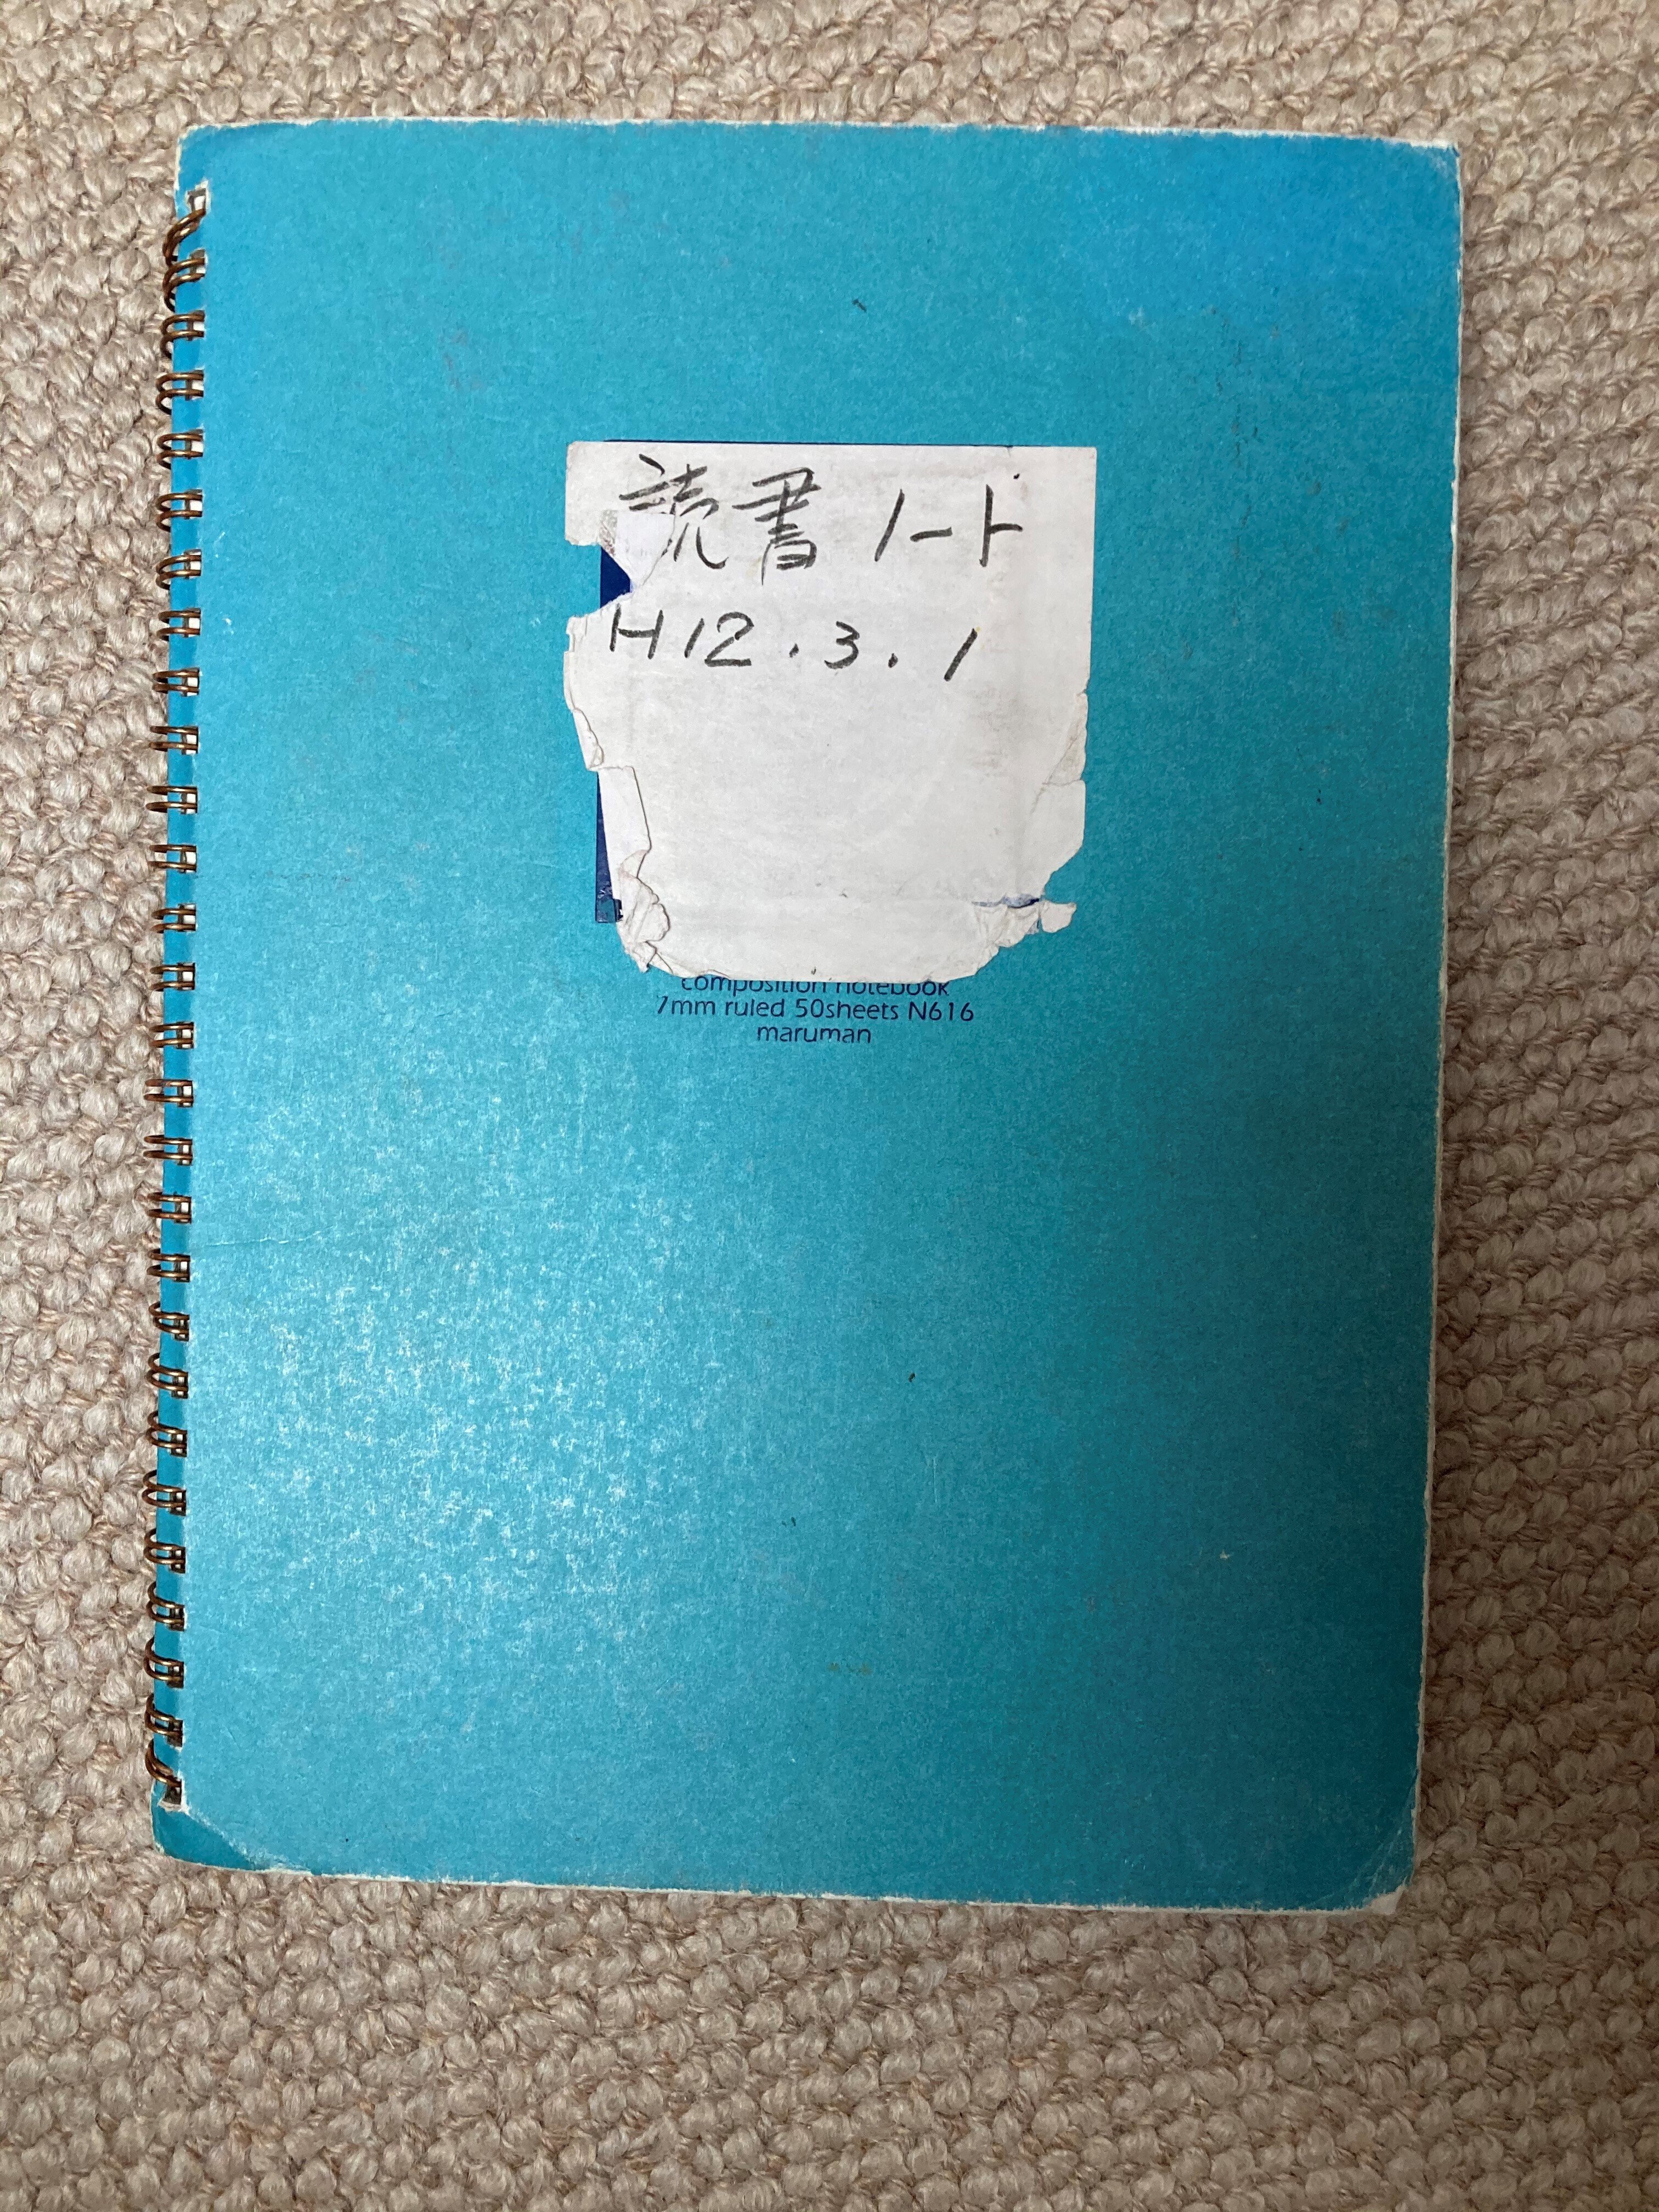 読書ノート
H12.3.1
composition notebook
7mm ruled 50sheets N616
maruman